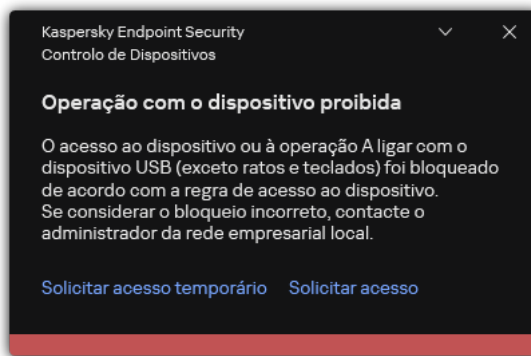 Kaspersky Endpoint Security
Controlo de Dispositivos
Operação com o dispositivo proibida
O acesso ao dispositivo ou à operação A ligar com o
dispositivo USB (exceto ratos e teclados) foi bloqueado
de acordo com a regra de acesso ao dispositivo.
Se considerar o bloqueio incorreto, contacte o
administrador da rede empresarial local.
Solicitar acesso temporário Solicitar acesso